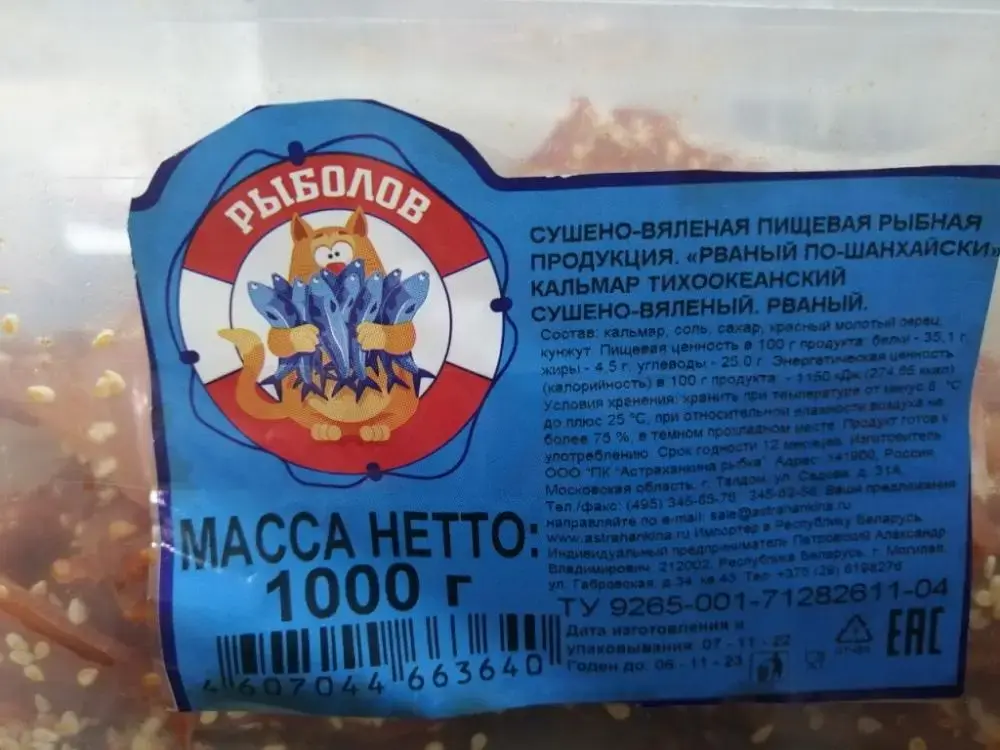 РЫБОЛОВ
СУШЕНО-ВЯЛЕНАЯ ПИЩЕВАЯ РЫБНАЯ
ПРОДУКЦИЯ. «РВАНЫЙ ПО-ШАНХАЙСКИ»
КАЛЬМАР ТИХООКЕАНСКИЙ
СУШЕНО-ВЯЛЕНЫЙ. РВАНЫЙ.
Состав: кальмар, соль, сахар, красный молотый перец,
кунжут. Пищевая ценность в 100 г продукта: белки - 35,1 г
жиры - 4,5 г, углеводы - 25,0 г. Энергетическая ценность
(калорийность) в 100 г продукта: - 1150 кДж (274,65 ккал)
Условия хранения: хранить при температуре от минус 8 °С
до плюс 25 °С, при относительной влажности воздуха не
более 75 %, в темном прохладном месте. Продукт готов к
употреблению. Срок годности 12 месяцев. Изготовитель:
ООО "ПК "Астраханкина рыбка" Адрес: 141900, Россия,
Московская область, г. Талдом, ул. Садовая, д. 31А.
Тел./факс: (495) 345-65-76, Ваши предложения
направляйте по e-mail: sale@astrahankina.ru
www.astrahankina.ru Импортер в Республику Беларусь
Индивидуальный предприниматель Петровский Александр
Владимирович. 212002, Республика Беларусь, г. Могилев,
ул. Габровская, д.34 кв.43 Тел. +375 (29) 6198276
ТУ 9265-001-71282611-04
Дата изготовления и
упаковывания: 07 - 11 - 22
Годен до: 06 - 11 - 23
EAC
МАССА НЕТТО:
1000 г
4 607044 663640